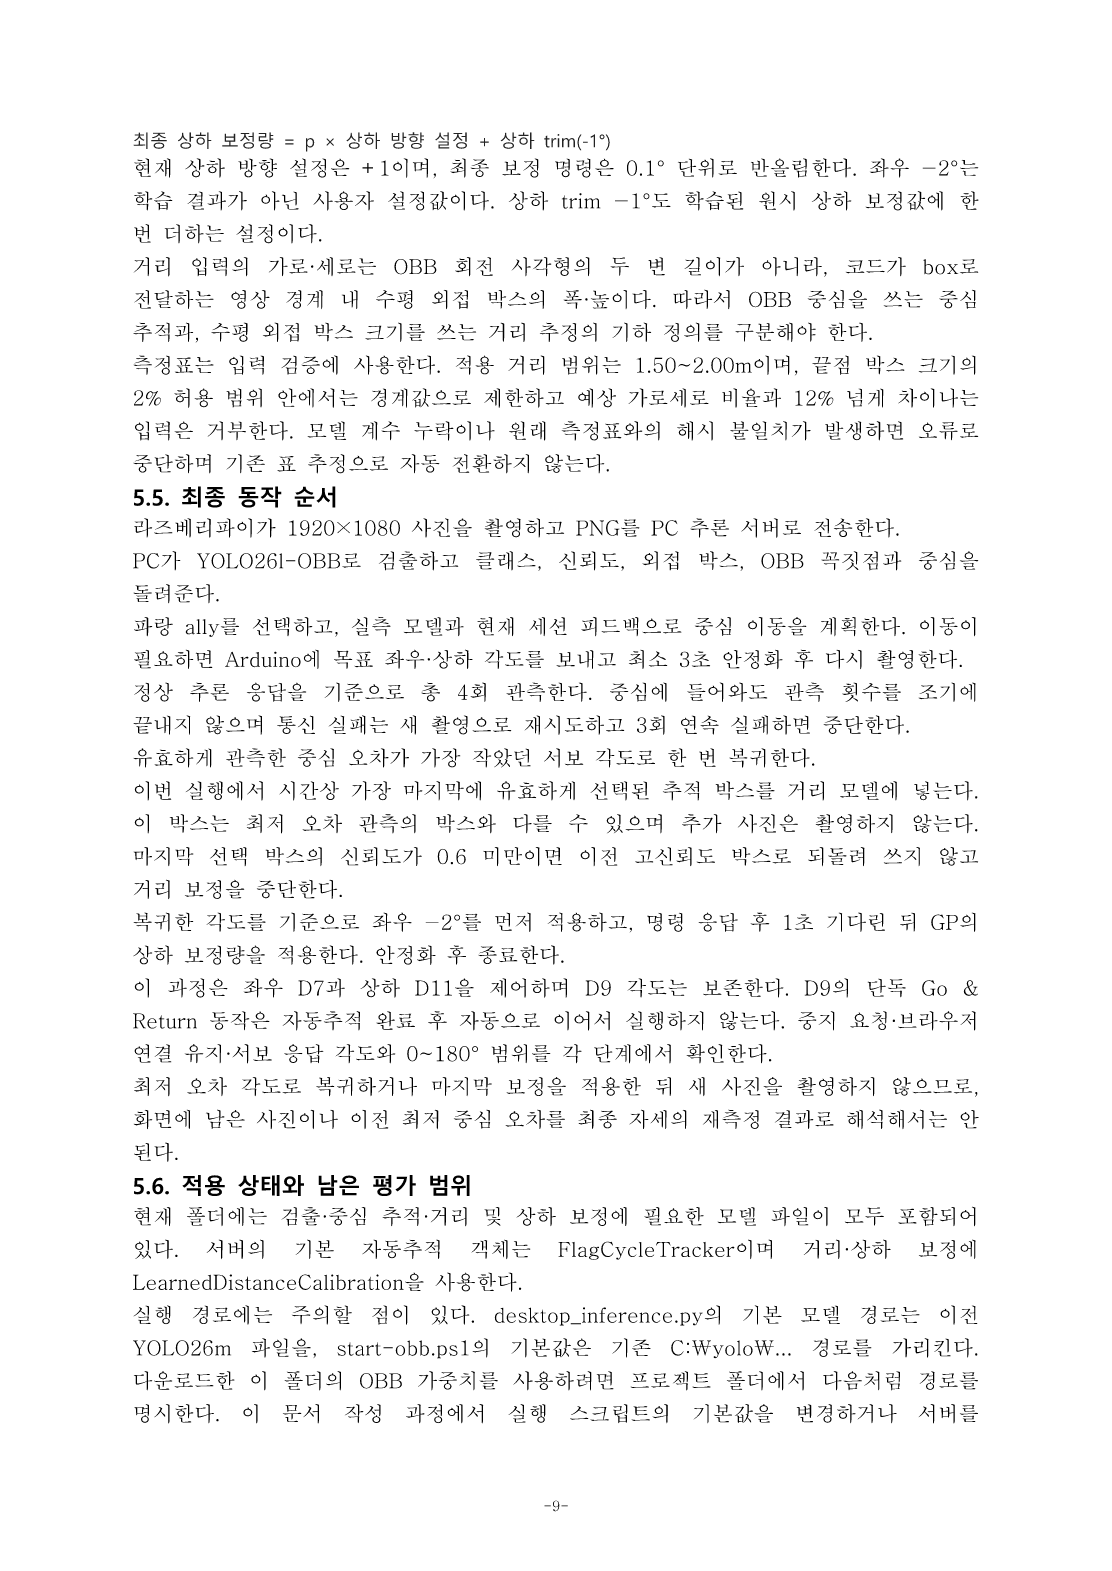 최종 상하 보정량 = p × 상하 방향 설정 + 상하 trim(-1°)
현재 상하 방향 설정은 +1이며, 최종 보정 명령은 0.1° 단위로 반올림한다. 좌우 −2°는
학습 결과가 아닌 사용자 설정값이다. 상하 trim −1°도 학습된 원시 상하 보정값에 한
번 더하는 설정이다.
거리 입력의 가로·세로는 OBB 회전 사각형의 두 변 길이가 아니라, 코드가 box로
전달하는 영상 경계 내 수평 외접 박스의 폭·높이다. 따라서 OBB 중심을 쓰는 중심
추적과, 수평 외접 박스 크기를 쓰는 거리 추정의 기하 정의를 구분해야 한다.
측정표는 입력 검증에 사용한다. 적용 거리 범위는 1.50~2.00m이며, 끝점 박스 크기의
2% 허용 범위 안에서는 경계값으로 제한하고 예상 가로세로 비율과 12% 넘게 차이나는
입력은 거부한다. 모델 계수 누락이나 원래 측정표와의 해시 불일치가 발생하면 오류로
중단하며 기존 표 추정으로 자동 전환하지 않는다.
5.5. 최종 동작 순서
라즈베리파이가 1920×1080 사진을 촬영하고 PNG를 PC 추론 서버로 전송한다.
PC가 YOLO26l-OBB로 검출하고 클래스, 신뢰도, 외접 박스, OBB 꼭짓점과 중심을
돌려준다.
파랑 ally를 선택하고, 실측 모델과 현재 세션 피드백으로 중심 이동을 계획한다. 이동이
필요하면 Arduino에 목표 좌우·상하 각도를 보내고 최소 3초 안정화 후 다시 촬영한다.
정상 추론 응답을 기준으로 총 4회 관측한다. 중심에 들어와도 관측 횟수를 조기에
끝내지 않으며 통신 실패는 새 촬영으로 재시도하고 3회 연속 실패하면 중단한다.
유효하게 관측한 중심 오차가 가장 작았던 서보 각도로 한 번 복귀한다.
이번 실행에서 시간상 가장 마지막에 유효하게 선택된 추적 박스를 거리 모델에 넣는다.
이 박스는 최저 오차 관측의 박스와 다를 수 있으며 추가 사진은 촬영하지 않는다.
마지막 선택 박스의 신뢰도가 0.6 미만이면 이전 고신뢰도 박스로 되돌려 쓰지 않고
거리 보정을 중단한다.
복귀한 각도를 기준으로 좌우 −2°를 먼저 적용하고, 명령 응답 후 1초 기다린 뒤 GP의
상하 보정량을 적용한다. 안정화 후 종료한다.
이 과정은 좌우 D7과 상하 D11을 제어하며 D9 각도는 보존한다. D9의 단독 Go &
Return 동작은 자동추적 완료 후 자동으로 이어서 실행하지 않는다. 중지 요청·브라우저
연결 유지·서보 응답 각도와 0~180° 범위를 각 단계에서 확인한다.
최저 오차 각도로 복귀하거나 마지막 보정을 적용한 뒤 새 사진을 촬영하지 않으므로,
화면에 남은 사진이나 이전 최저 중심 오차를 최종 자세의 재측정 결과로 해석해서는 안
된다.
5.6. 적용 상태와 남은 평가 범위
현재 폴더에는 검출·중심 추적·거리 및 상하 보정에 필요한 모델 파일이 모두 포함되어
있다. 서버의 기본 자동추적 객체는 FlagCycleTracker이며 거리·상하 보정에
LearnedDistanceCalibration을 사용한다.
실행 경로에는 주의할 점이 있다. desktop_inference.py의 기본 모델 경로는 이전
YOLO26m 파일을, start-obb.ps1의 기본값은 기존 C:₩yolo₩... 경로를 가리킨다.
다운로드한 이 폴더의 OBB 가중치를 사용하려면 프로젝트 폴더에서 다음처럼 경로를
명시한다. 이 문서 작성 과정에서 실행 스크립트의 기본값을 변경하거나 서버를
-9-